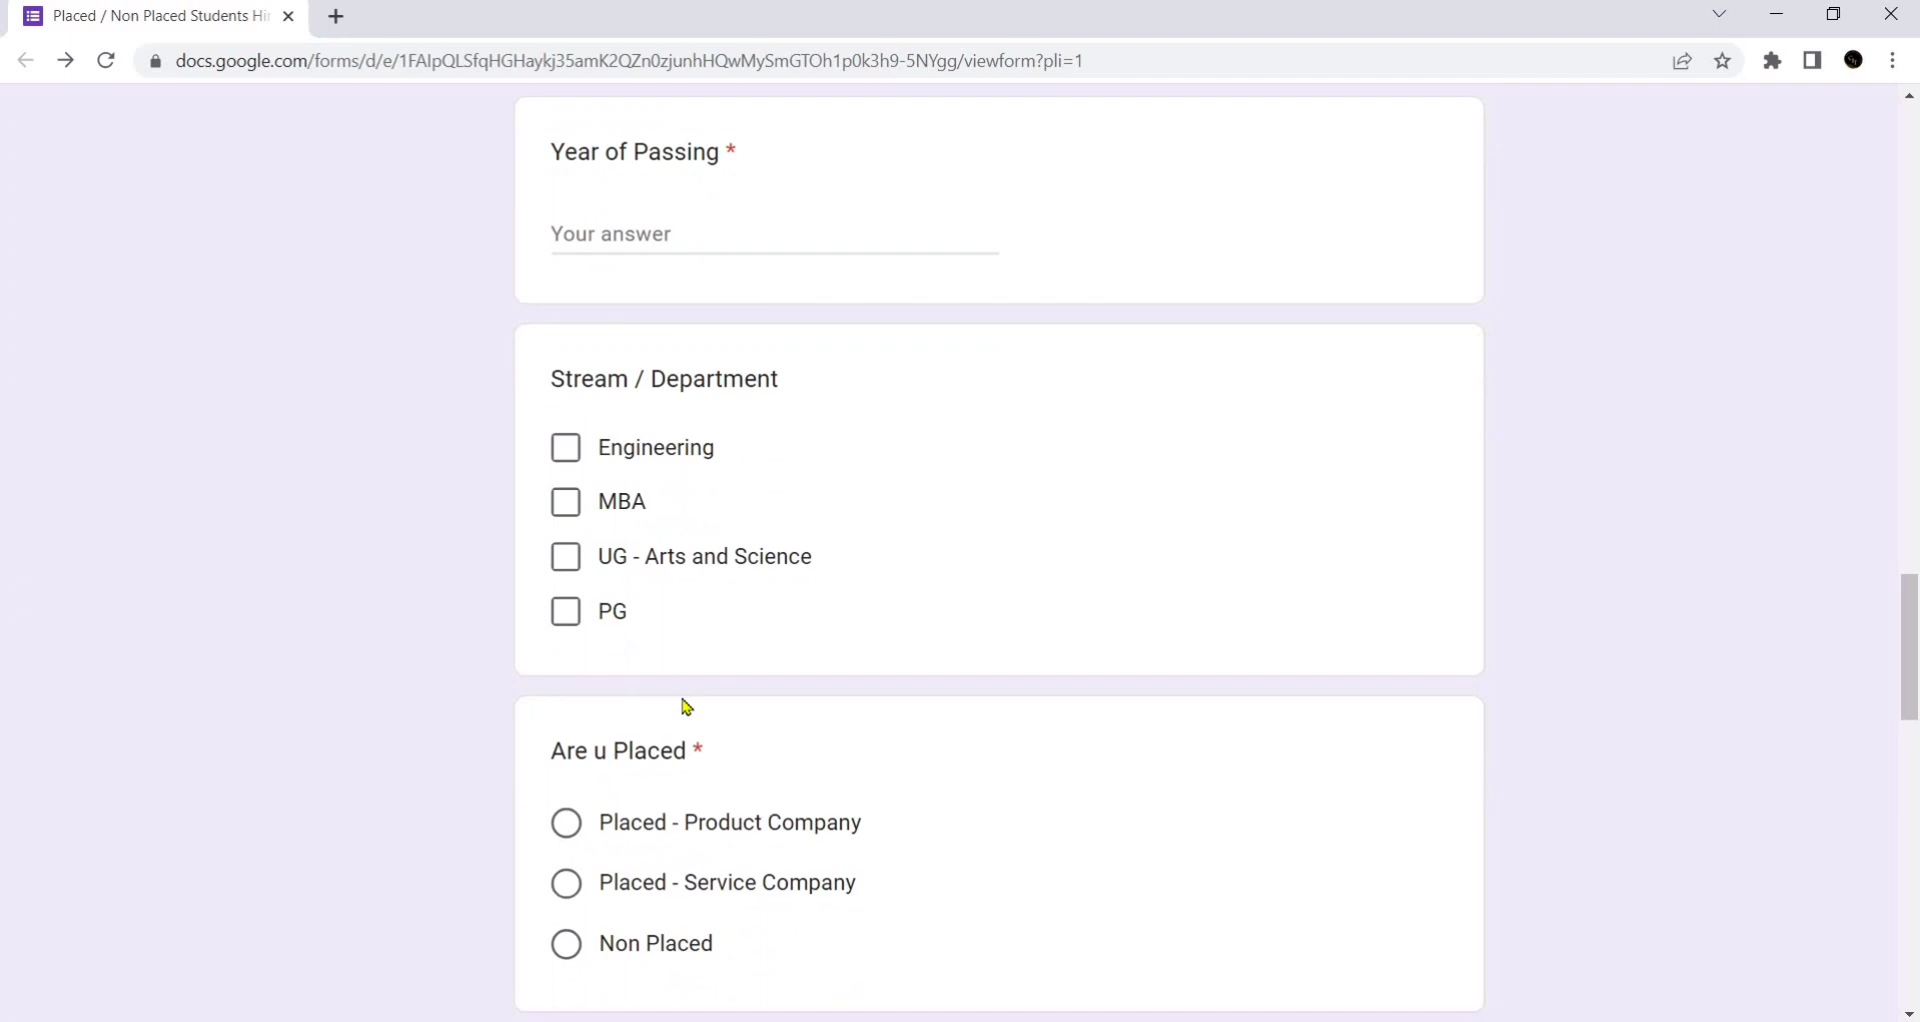 Placed / Non Placed Students Hir
docs.google.com/forms/d/e/1FAIpQLSfqHGHaykj35amK2QZn0zjunhHQwMySmGTOh1p0k3h9-5NYgg/viewform?pli=1
Year of Passing *
Your answer
Stream / Department
Engineering
MBA
UG - Arts and Science
PG
Are u Placed *
Placed - Product Company
Placed - Service Company
Non Placed